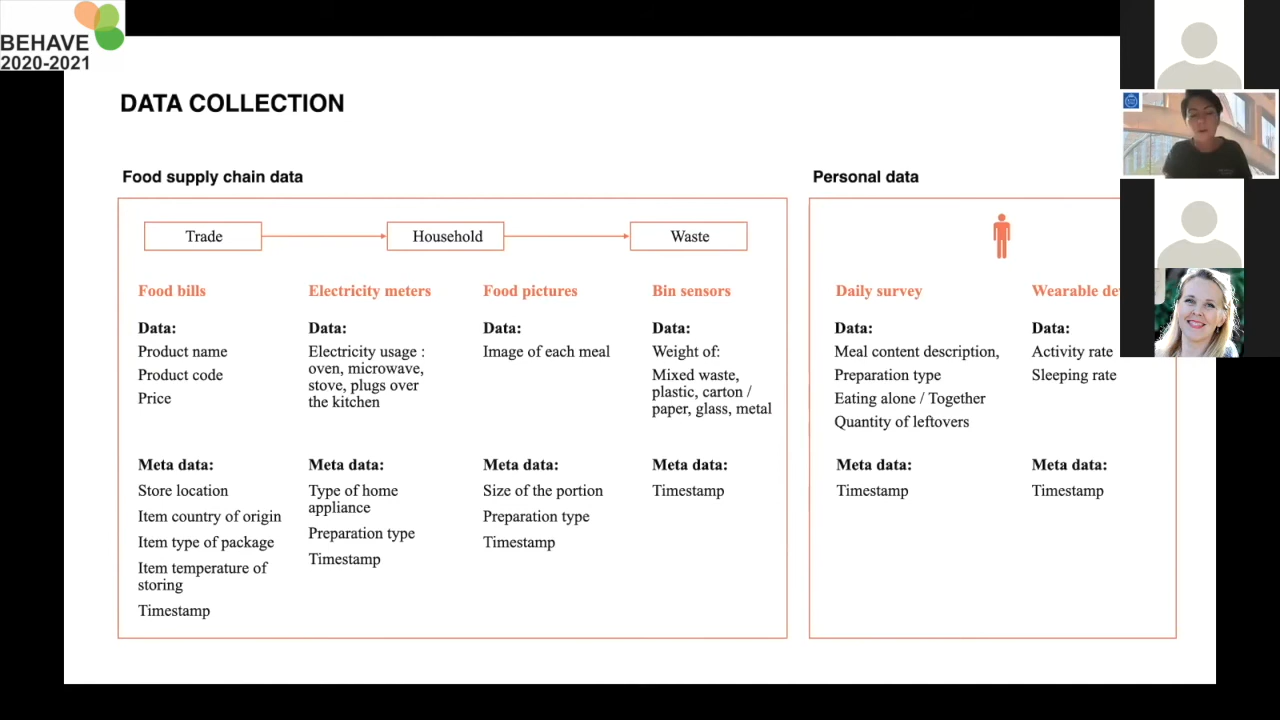 BEHAVE
2020-2021
DATA COLLECTION
Food supply chain data
Trade
Household
Waste
Food bills
Data:
Product name
Product code
Price
Meta data:
Store location
Item country of origin
Item type of package
Item temperature of
storing
Timestamp
Electricity meters
Data:
Electricity usage :
oven, microwave,
stove, plugs over
the kitchen
Meta data:
Type of home
appliance
Preparation type
Timestamp
Food pictures
Data:
Image of each meal
Meta data:
Size of the portion
Preparation type
Timestamp
Bin sensors
Data:
Weight of:
Mixed waste,
plastic, carton /
paper, glass, metal
Meta data:
Timestamp
Personal data
Daily survey
Data:
Meal content description,
Preparation type
Eating alone / Together
Quantity of leftovers
Meta data:
Timestamp
Wearable
Data:
Activity rate
Sleeping rate
Meta data:
Timestamp